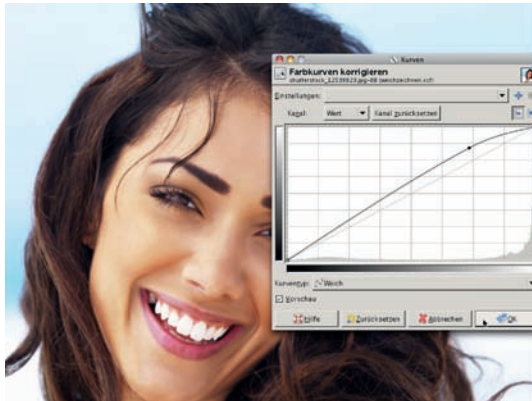 Kurven
Farbkurven korrigieren
Einstellungen:
Kanal: Wert Kanal zurücksetzen
Kurventyp: Weich
Vorschau
Hilfe Zurücksetzen Abbrechen OK